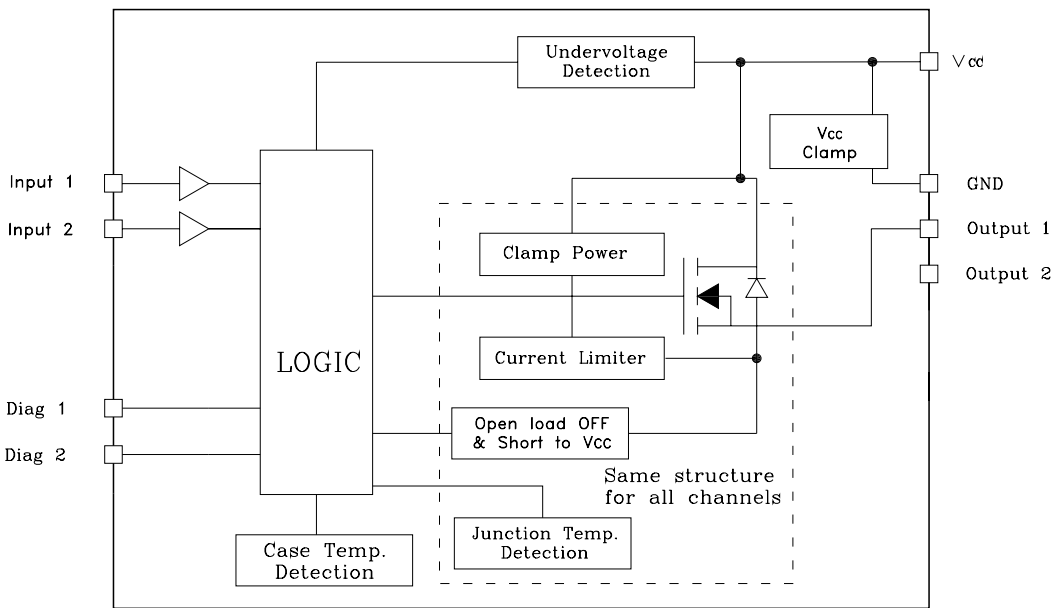 Undervoltage
Detection
Vcc
Vcc
Clamp
Input 1
GND
Input 2
Output 1
Clamp Power
Output 2
LOGIC
Current Limiter
Diag 1
Open load OFF
& Short to Vcc
Diag 2
Same structure
for all channels
Junction Temp.
Detection
Case Temp.
Detection